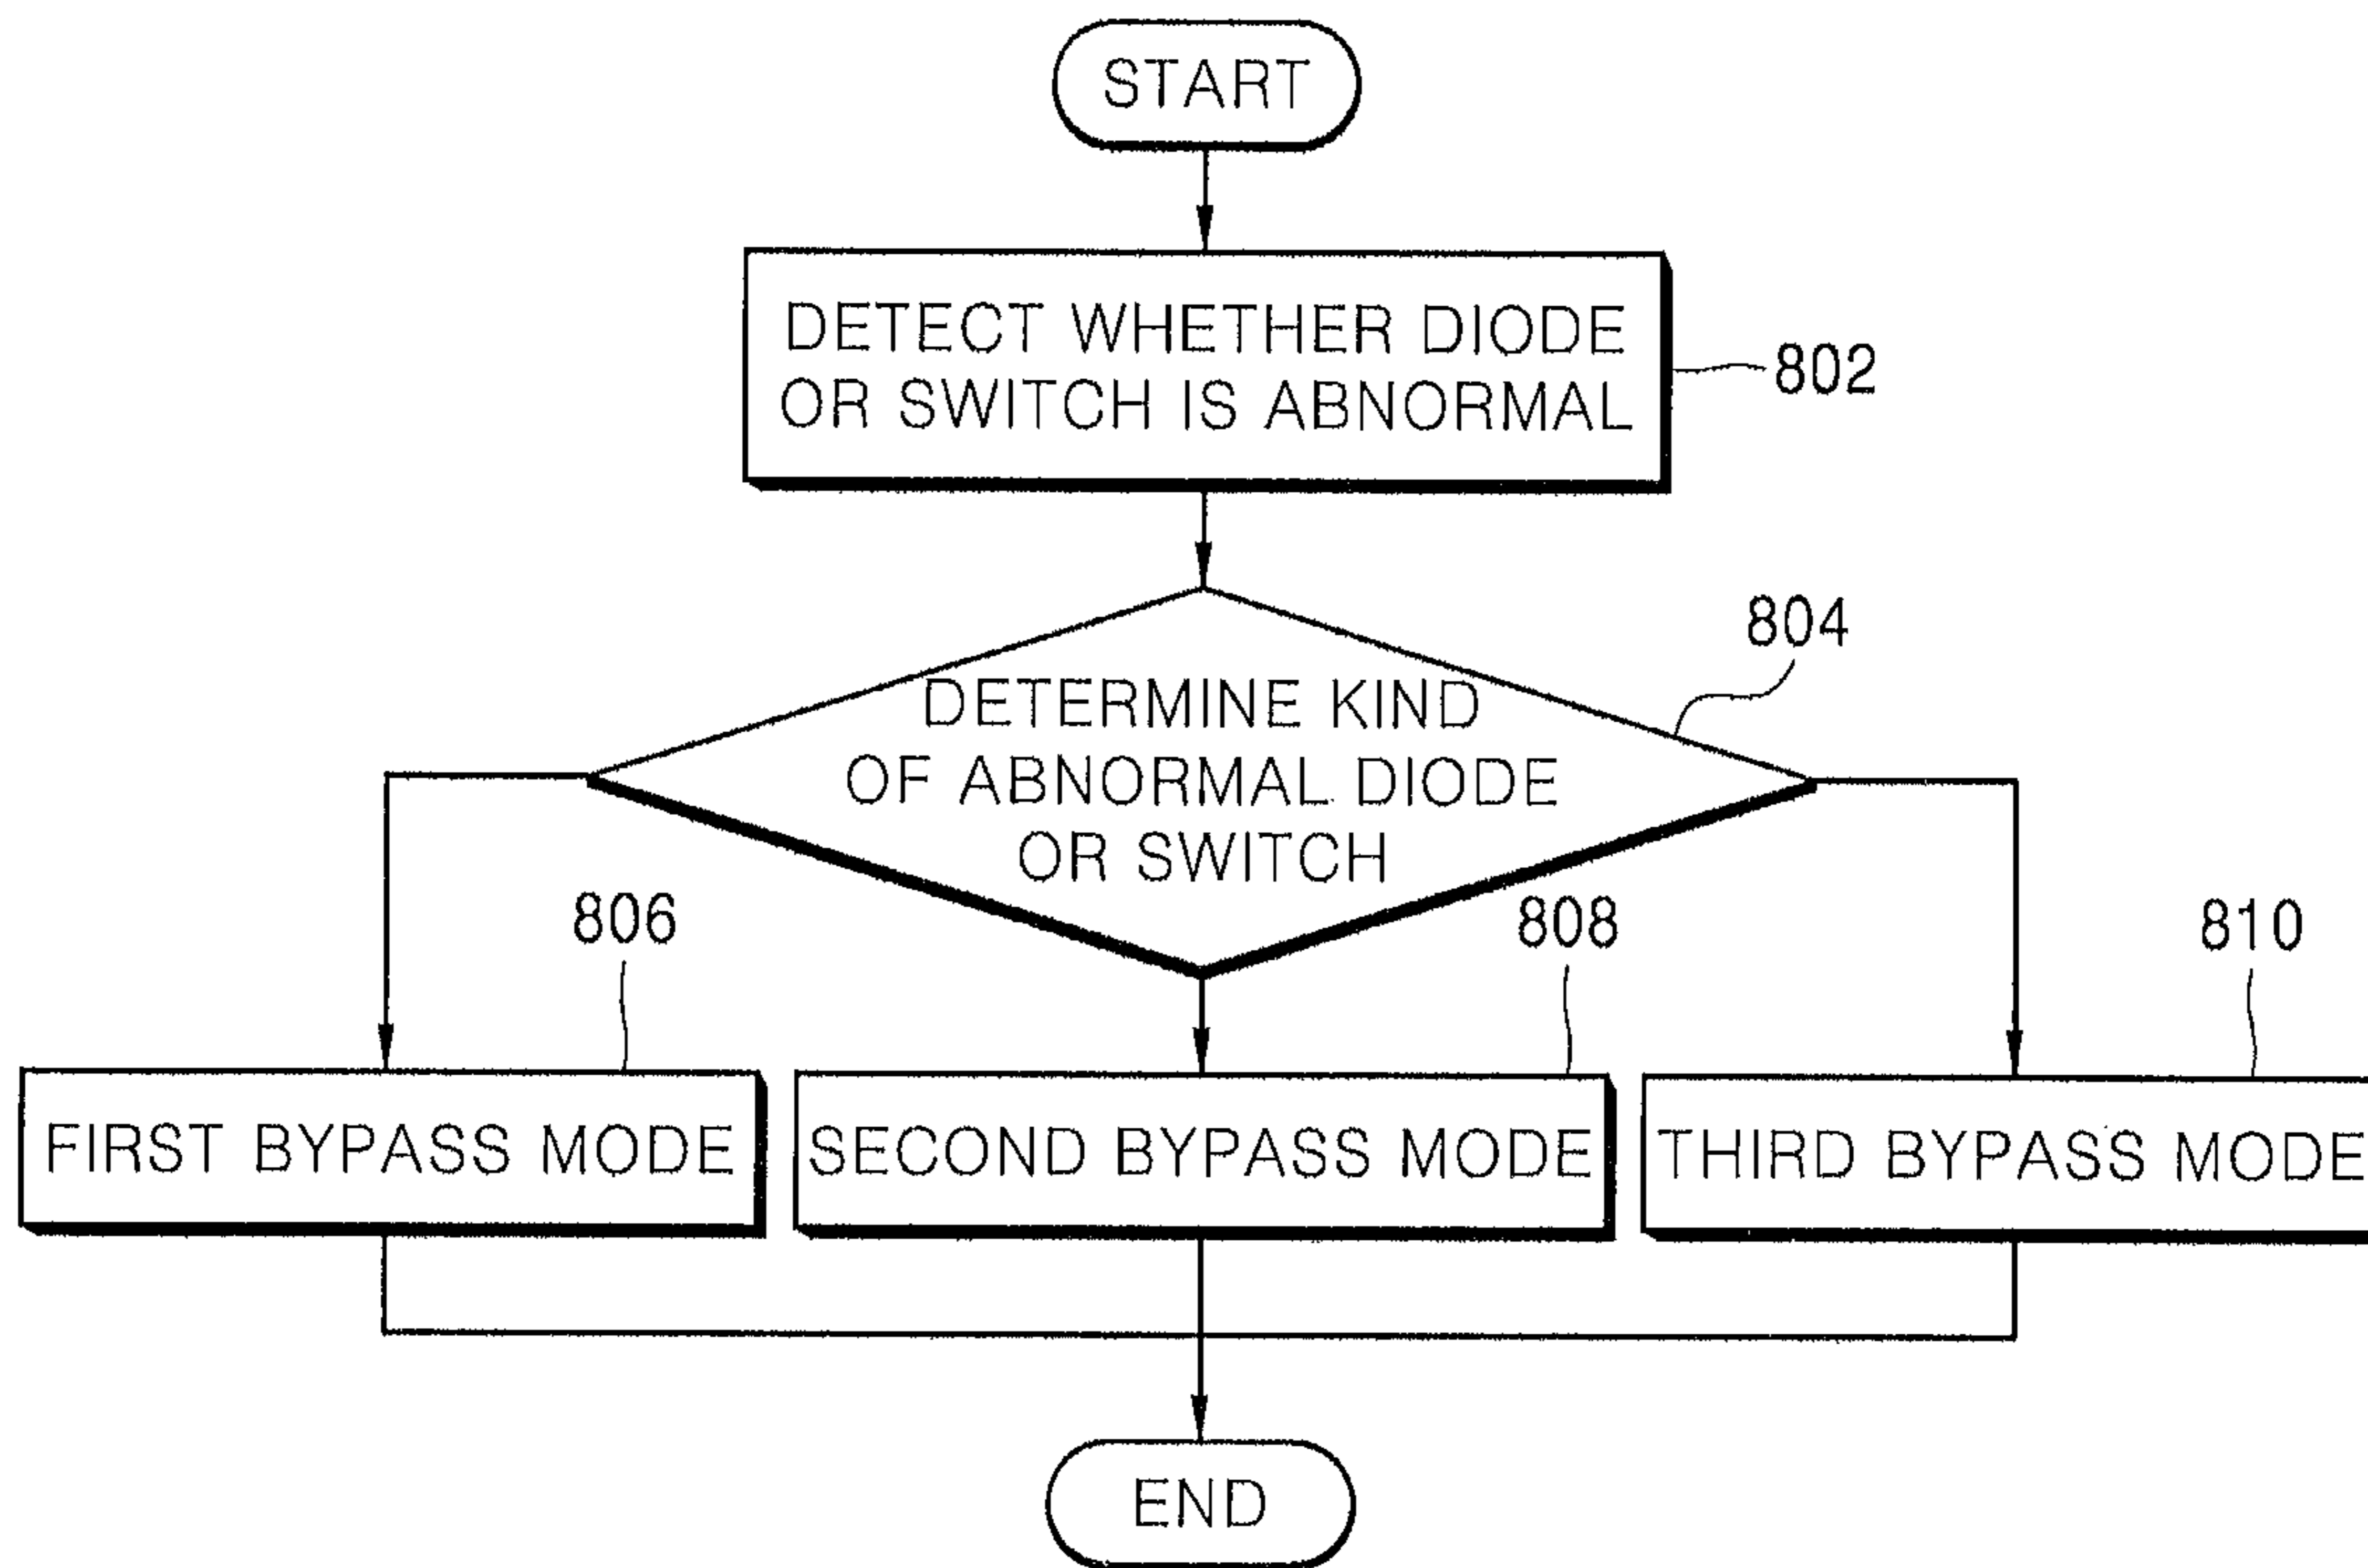 START
DETECT WHETHER DIODE
OR SWITCH IS ABNORMAL
802
804
DETERMINE KIND
OF ABNORMAL DIODE
OR SWITCH
806
808
810
FIRST BYPASS MODE
SECOND BYPASS MODE
THIRD BYPASS MODE
END